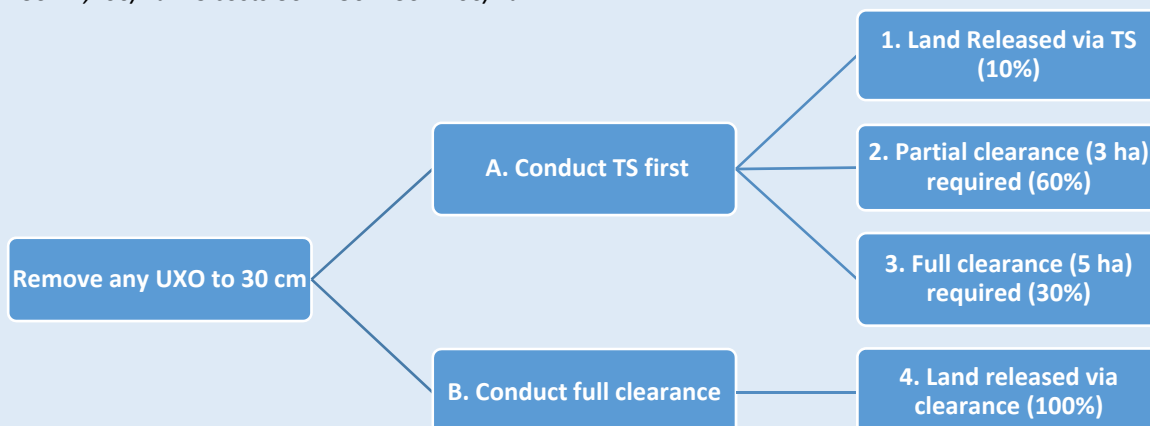 1. Land Released via TS
(10%)
A. Conduct TS first
2. Partial clearance (3 ha)
required (60%)
Remove any UXO to 30 cm
3. Full clearance (5 ha)
required (30%)
B. Conduct full clearance
4. Land released via
clearance (100%)